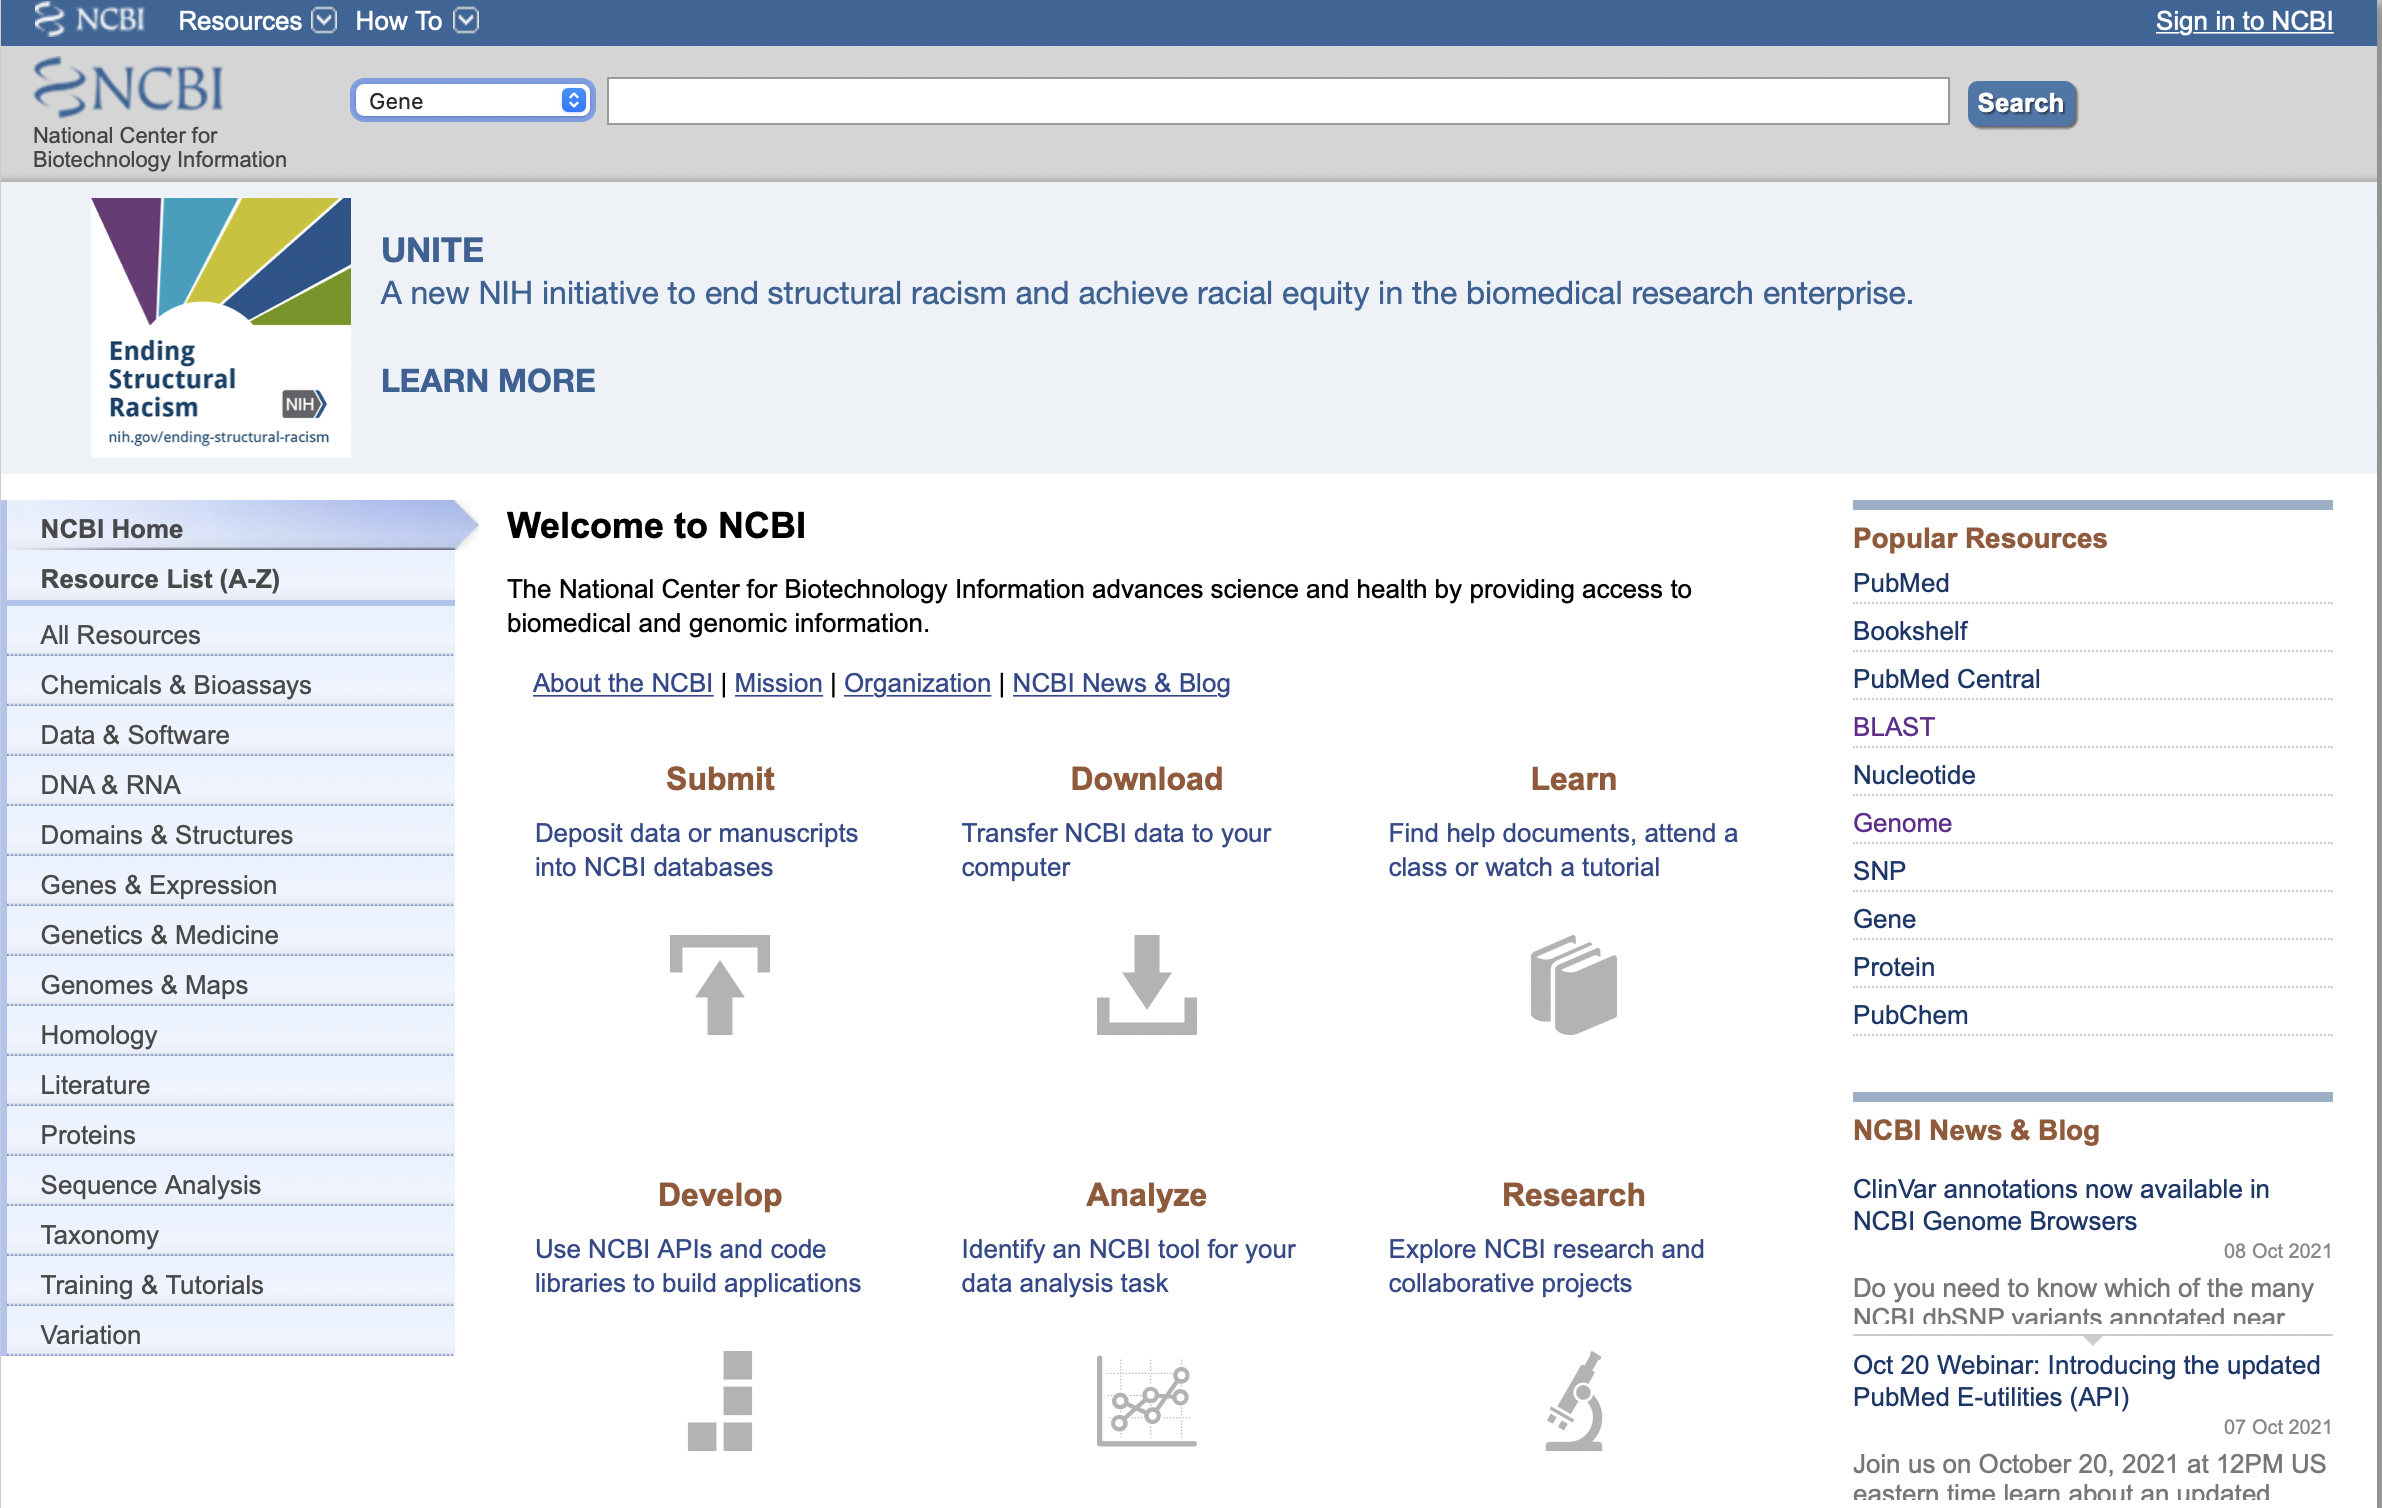 NCBI Resources How To Sign in to NCBI
NCBI
National Center for
Biotechnology Information
Gene
Search
UNITE
A new NIH initiative to end structural racism and achieve racial equity in the biomedical research enterprise.
LEARN MORE
Ending
Structural
Racism
NIH
nih.gov/ending-structural-racism
NCBI Home
Resource List (A-Z)
All Resources
Chemicals & Bioassays
Data & Software
DNA & RNA
Domains & Structures
Genes & Expression
Genetics & Medicine
Genomes & Maps
Homology
Literature
Proteins
Sequence Analysis
Taxonomy
Training & Tutorials
Variation
Welcome to NCBI
The National Center for Biotechnology Information advances science and health by providing access to
biomedical and genomic information.
About the NCBI | Mission | Organization | NCBI News & Blog
Submit
Deposit data or manuscripts
into NCBI databases
Download
Transfer NCBI data to your
computer
Learn
Find help documents, attend a
class or watch a tutorial
Develop
Use NCBI APIs and code
libraries to build applications
Analyze
Identify an NCBI tool for your
data analysis task
Research
Explore NCBI research and
collaborative projects
Popular Resources
PubMed
Bookshelf
PubMed Central
BLAST
Nucleotide
Genome
SNP
Gene
Protein
PubChem
NCBI News & Blog
ClinVar annotations now available in
NCBI Genome Browsers
08 Oct 2021
Do you need to know which of the many
NCBI dbSNP variants annotated near
Oct 20 Webinar: Introducing the updated
PubMed E-utilities (API)
07 Oct 2021
Join us on October 20, 2021 at 12PM US
eastern time learn about an updated